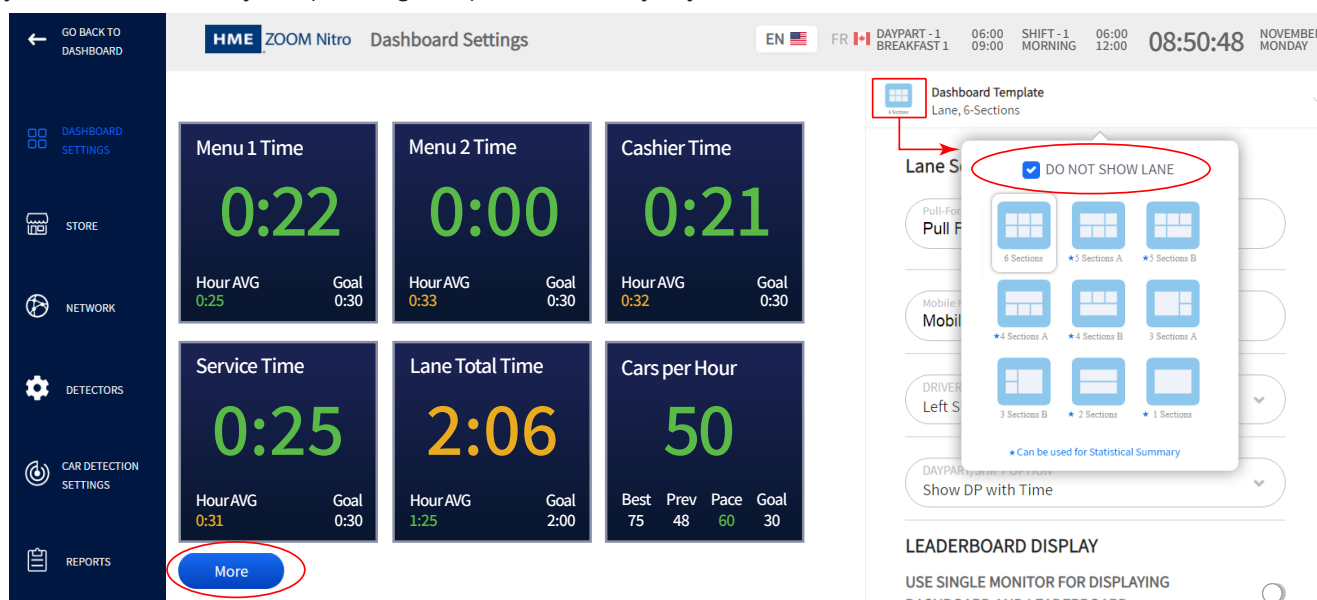 GO BACK TO
DASHBOARD
HME ZOOM Nitro Dashboard Settings
EN FR
DAYPART - 1 06:00 SHIFT - 1 06:00
BREAKFAST 1 09:00 MORNING 12:00
08:50:48
MONDAY
DASHBOARD
SETTINGS
STORE
NETWORK
DETECTORS
CAR DETECTION
SETTINGS
REPORTS
Menu 1 Time
0:22
Hour AVG Goal
0:25 0:30
Menu 2 Time
0:00
Hour AVG Goal
0:33 0:30
Cashier Time
0:21
Hour AVG Goal
0:32 0:30
Service Time
0:25
Hour AVG Goal
0:31 0:30
Lane Total Time
2:06
Hour AVG Goal
1:25 2:00
Cars per Hour
50
Best Prev Pace Goal
75 48 60 30
More
6 Sections
Dashboard Template
Lane, 6-Sections
Lane
Pull
Mobile
Left
Show DP with Time
DO NOT SHOW LANE
6 Sections ★5 Sections A ★5 Sections B
★4 Sections A ★4 Sections B 3 Sections A
3 Sections B ★ 2 Sections ★ 1 Sections
★Can be used for Statistical Summary
LEADERBOARD DISPLAY
USE SINGLE MONITOR FOR DISPLAYING